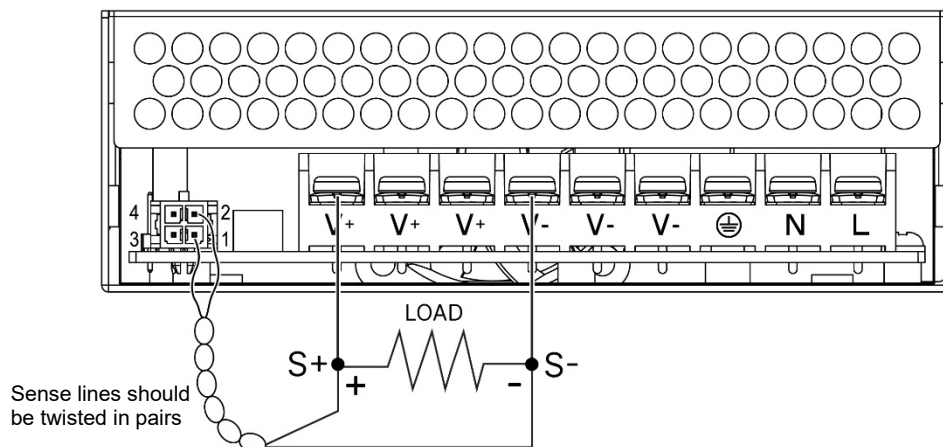 4 2
3 1
V+ V+ V+ V- V- V- N L
LOAD
S+ S-
+ -
Sense lines should
be twisted in pairs